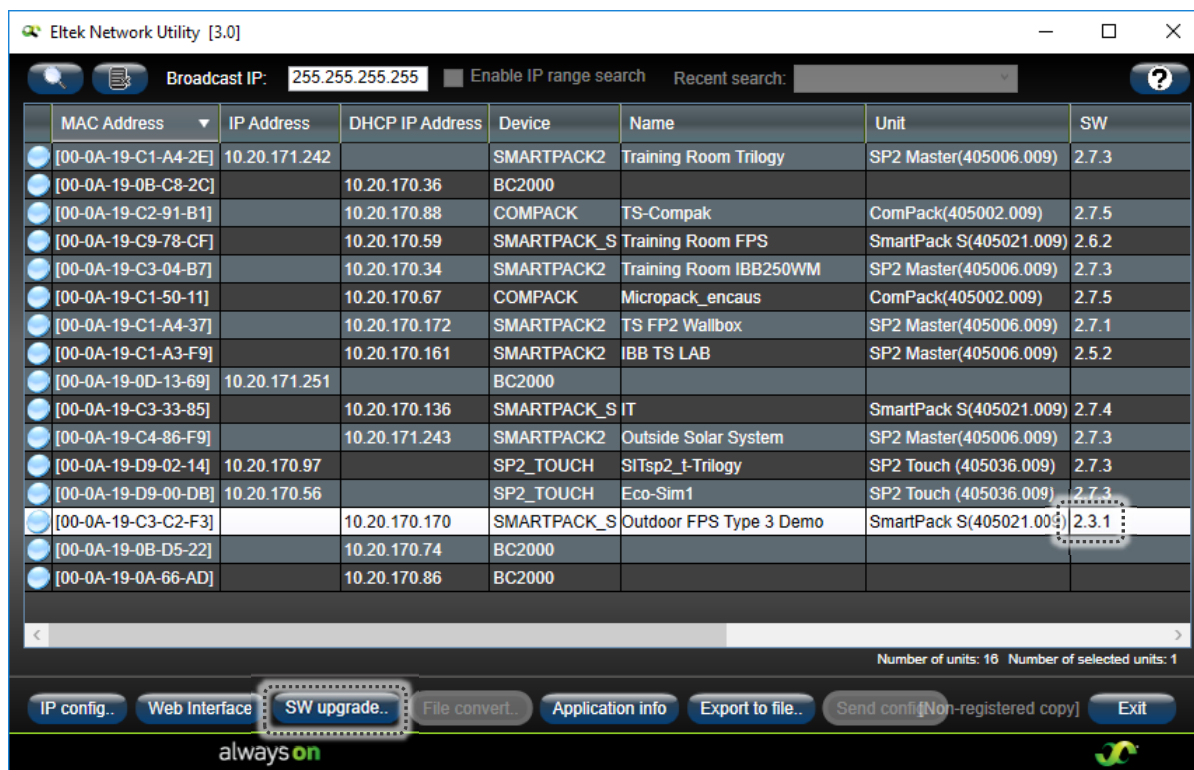 Eltek Network Utility [3.0]
Broadcast IP: 255.255.255.255 Enable IP range search Recent search: ?
MAC Address IP Address DHCP IP Address Device Name Unit SW
[00-0A-19-C1-A4-2E] 10.20.171.242 SMARTPACK2 Training Room Trilogy SP2 Master(405006.009) 2.7.3
[00-0A-19-0B-C8-2C] 10.20.170.36 BC2000
[00-0A-19-C2-91-B1] 10.20.170.88 COMPACK TS-Compak ComPack(405002.009) 2.7.5
[00-0A-19-C9-78-CF] 10.20.170.59 SMARTPACK_S Training Room FPS SmartPack S(405021.009) 2.6.2
[00-0A-19-C3-04-B7] 10.20.170.34 SMARTPACK2 Training Room IBB250WM SP2 Master(405006.009) 2.7.3
[00-0A-19-C1-50-11] 10.20.170.67 COMPACK Micropack_encaus ComPack(405002.009) 2.7.5
[00-0A-19-C1-A4-37] 10.20.170.172 SMARTPACK2 TS FP2 Wallbox SP2 Master(405006.009) 2.7.1
[00-0A-19-C1-A3-F9] 10.20.170.161 SMARTPACK2 IBB TS LAB SP2 Master(405006.009) 2.5.2
[00-0A-19-0D-13-69] 10.20.171.251 BC2000
[00-0A-19-C3-33-85] 10.20.170.136 SMARTPACK_S IT SmartPack S(405021.009) 2.7.4
[00-0A-19-C4-86-F9] 10.20.171.243 SMARTPACK2 Outside Solar System SP2 Master(405006.009) 2.7.3
[00-0A-19-D9-02-14] 10.20.170.97 SP2_TOUCH SITsp2_t-Trilogy SP2 Touch (405036.009) 2.7.3
[00-0A-19-D9-00-DB] 10.20.170.56 SP2_TOUCH Eco-Sim1 SP2 Touch (405036.009) 2.7.3
[00-0A-19-C3-C2-F3] 10.20.170.170 SMARTPACK_S Outdoor FPS Type 3 Demo SmartPack S(405021.009) 2.3.1
[00-0A-19-0B-D5-22] 10.20.170.74 BC2000
[00-0A-19-0A-66-AD] 10.20.170.86 BC2000
Number of units: 16 Number of selected units: 1
IP config.. Web Interface SW upgrade.. File convert.. Application info Export to file.. Send config [Non-registered copy] Exit
always on